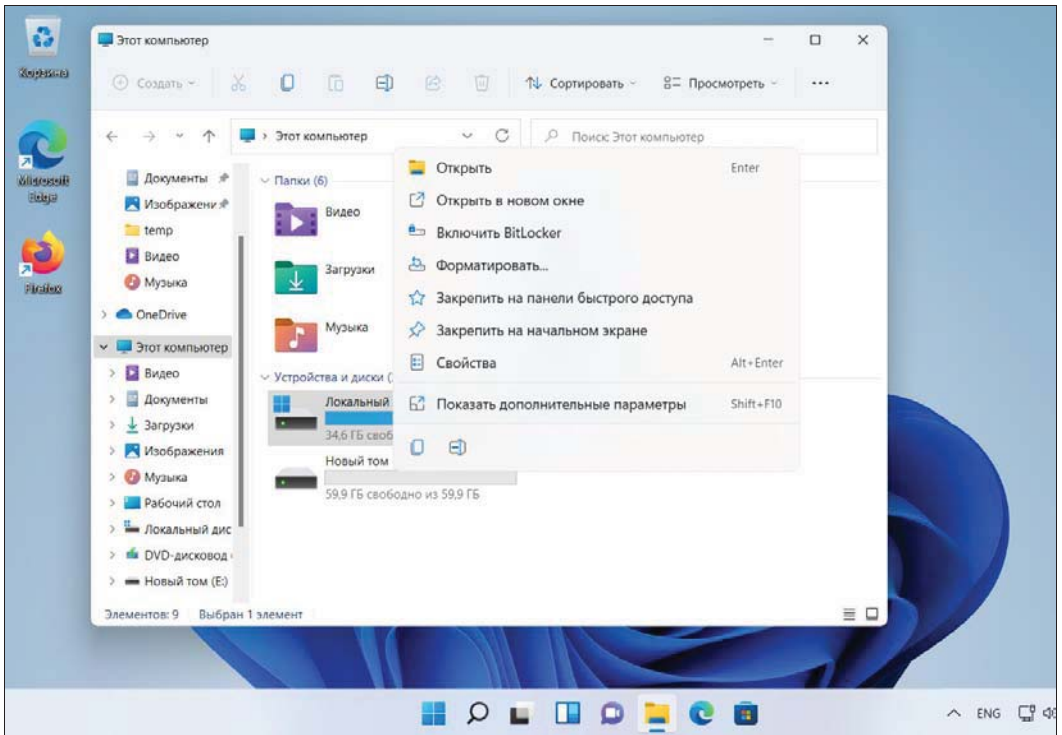 Корзина
Microsoft
Edge
Firefox
Этот компьютер
Создать
Сортировать
Просмотреть
Этот компьютер
Поиск: Этот компьютер
Документы
Изображени
temp
Видео
Музыка
OneDrive
Этот компьютер
Видео
Документы
Загрузки
Изображения
Музыка
Рабочий стол
Локальный дис
DVD-дисковод
Новый том (E:)
Папки (6)
Видео
Загрузки
Музыка
Устройства и диски (
Локальный
34,6 ГБ своб
Новый том
59,9 ГБ свободно из 59,9 ГБ
Открыть Enter
Открыть в новом окне
Включить BitLocker
Форматировать...
Закрепить на панели быстрого доступа
Закрепить на начальном экране
Свойства Alt+Enter
Показать дополнительные параметры Shift+F10
Элементов: 9 Выбран 1 элемент
ENG